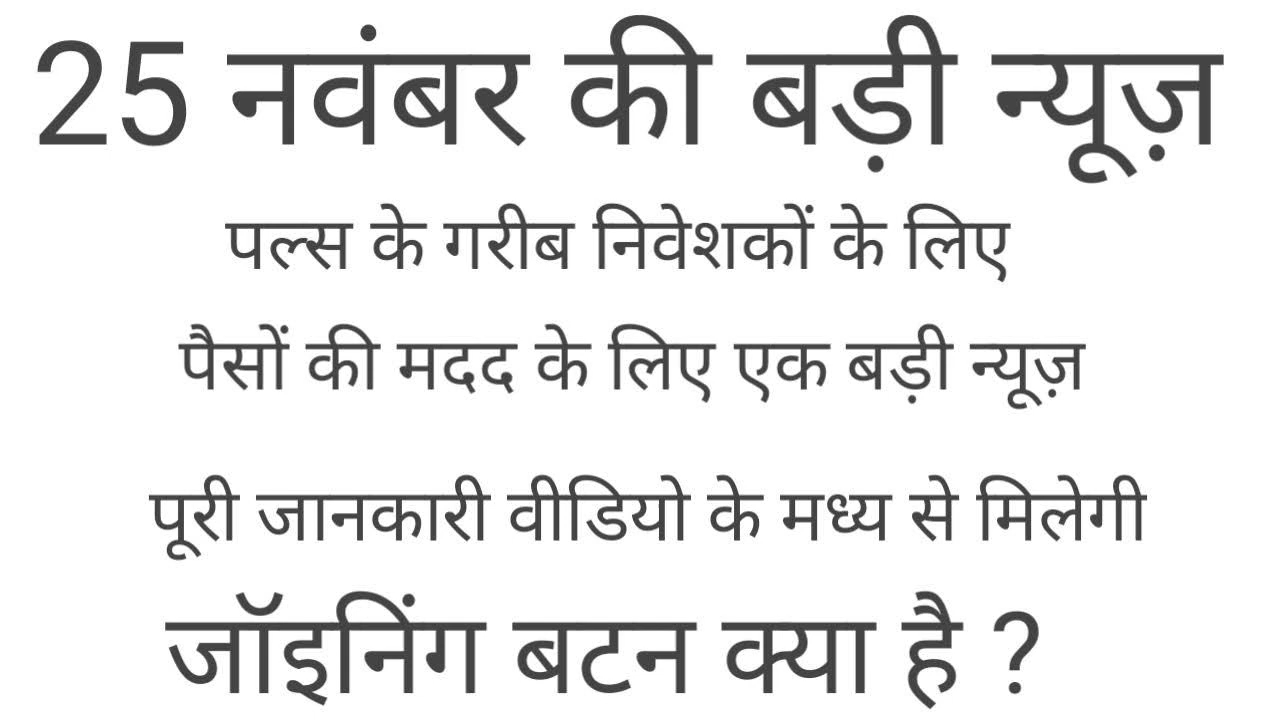 25 नवंबर की बड़ी न्यूज़
पल्स के गरीब निवेशकों के लिए
पैसों की मदद के लिए एक बड़ी न्यूज़
पूरी जानकारी वीडियो के मध्य से मिलेगी
जॉइनिंग बटन क्या है ?